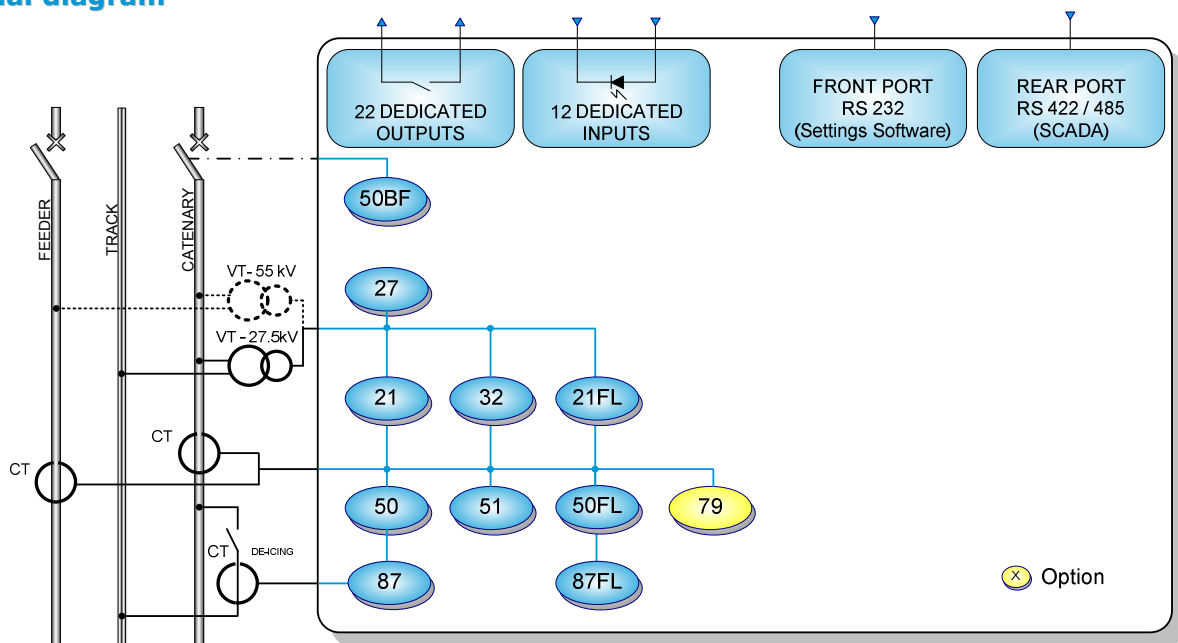 22 DEDICATED
OUTPUTS
12 DEDICATED
INPUTS
FRONT PORT
RS 232
(Settings Software)
REAR PORT
RS 422 / 485
(SCADA)
FEEDER
TRACK
CATENARY
50BF
VT- 55 kV
27
VT - 27.5kV
21
32
21FL
CT
CT
50
51
50FL
79
CT
DE-ICING
87
87FL
X
Option